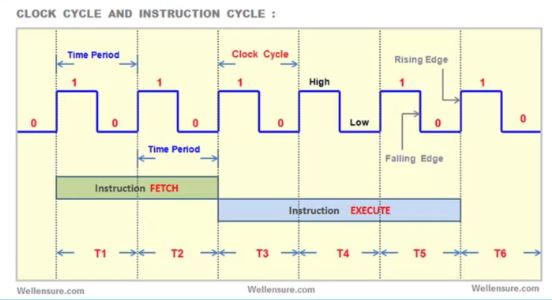 CLOCK CYCLE AND INSTRUCTION CYCLE :
Time Period
Clock Cycle
Rising Edge
1 1 1 High 1 1
0 0 0 0 Low 0 0
Time Period
Falling Edge
Instruction FETCH
Instruction EXECUTE
T1 T2 T3 T4 T5 T6
Wellensure.com Wellensure.com Wellensure.com